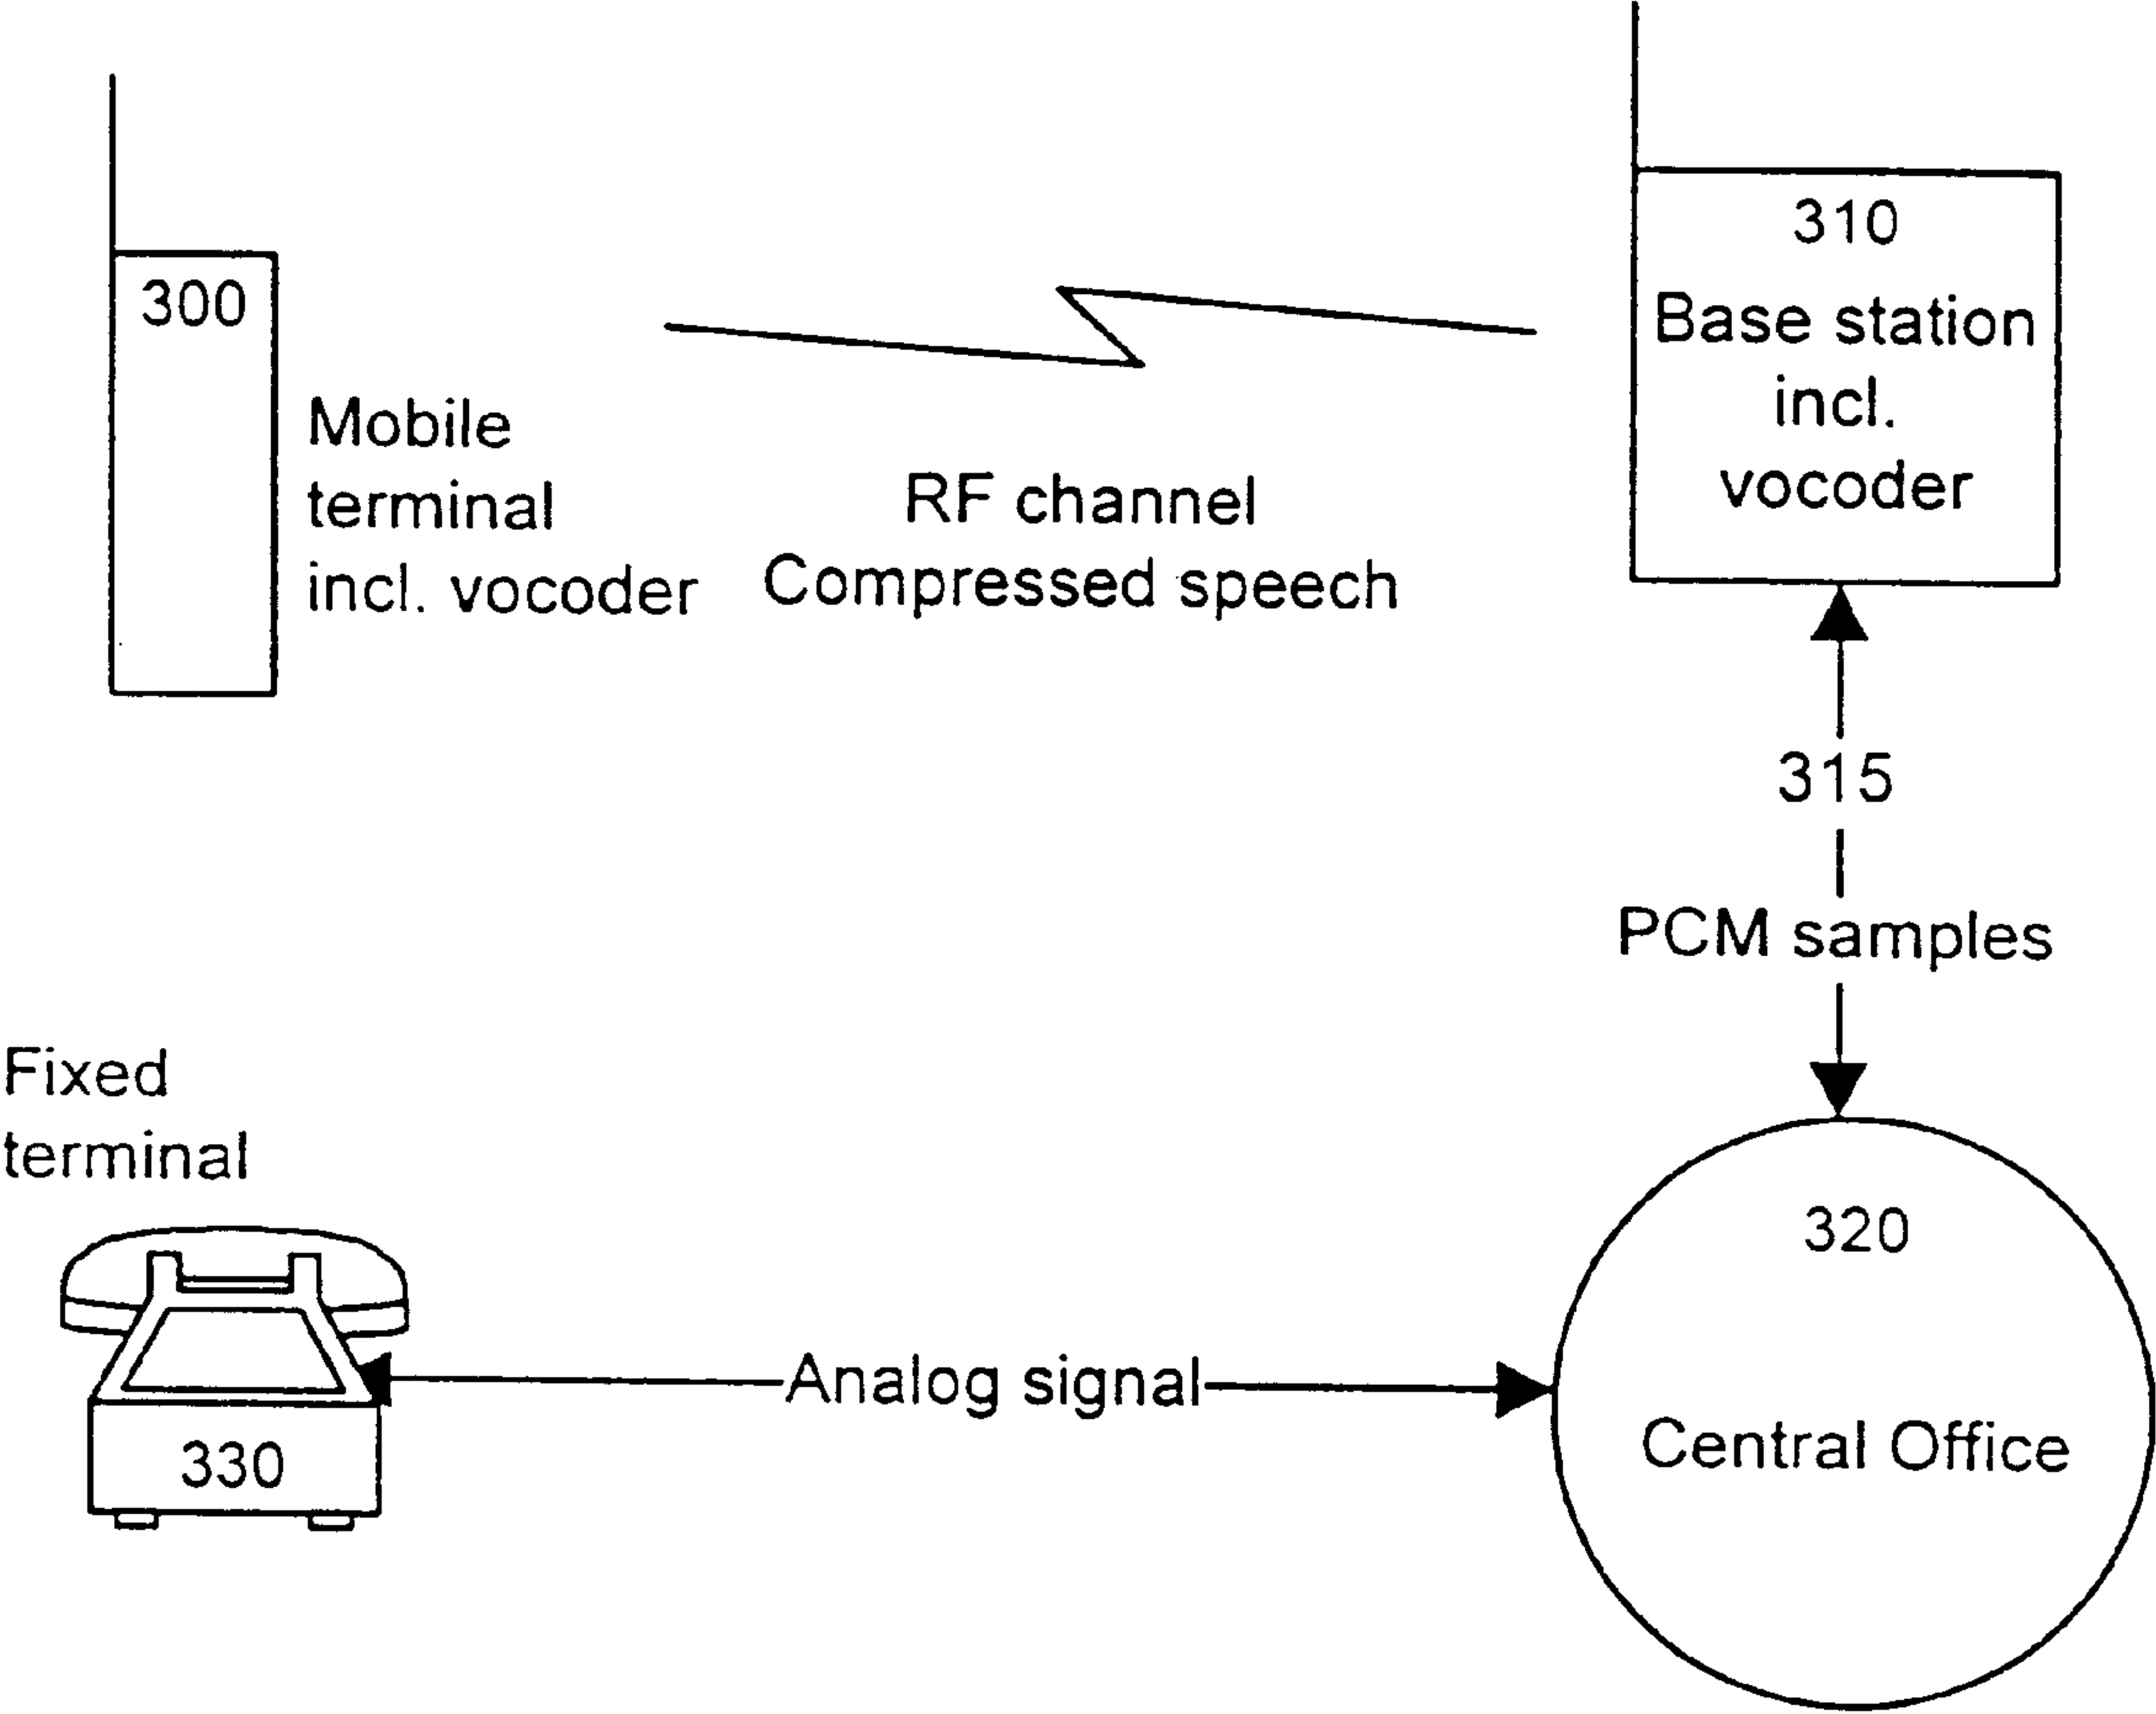 300
Mobile
terminal
incl. vocoder
RF channel
Compressed speech
310
Base station
incl.
vocoder
315
PCM samples
Fixed
terminal
330
Analog signal
320
Central Office